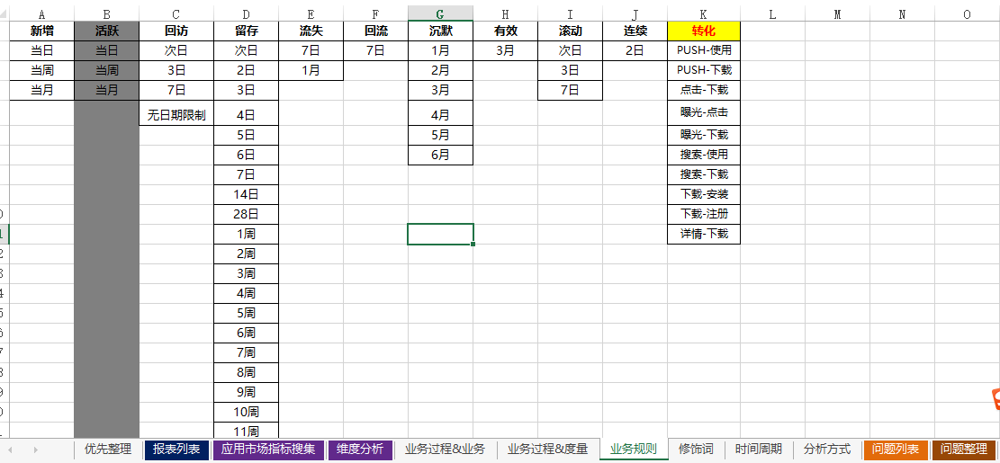 A B C D E F G H I J K L M N O
新增 活跃 回访 留存 流失 回流 沉默 有效 滚动 连续 转化
当日 当日 次日 次日 7日 7日 1月 3月 次日 2日 PUSH-使用
当周 当周 3日 2日 1月 2月 3日 PUSH-下载
当月 当月 7日 3日 3月 7日 点击-下载
无日期限制 4日 4月 曝光-点击
5日 5月 曝光-下载
6日 6月 搜索-使用
7日 搜索-下载
14日 下载-安装
28日 下载-注册
1周 详情-下载
2周
3周
4周
5周
6周
7周
8周
9周
10周
11周
优先整理 报表列表 应用市场指标搜集 维度分析 业务过程&业务 业务过程&度量 业务规则 修饰词 时间周期 分析方式 问题列表 问题整理